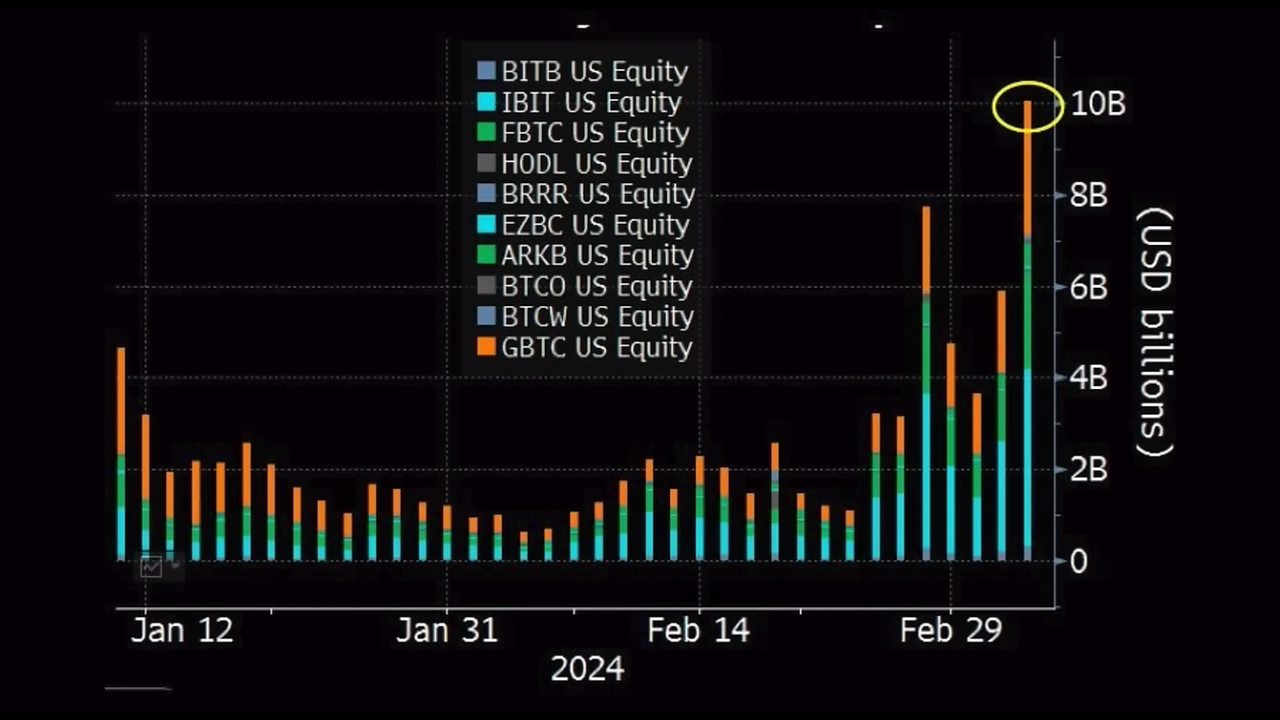 BITB US Equity
IBIT US Equity
FBTC US Equity
HODL US Equity
BRRR US Equity
EZBC US Equity
ARKB US Equity
BTCO US Equity
BTCW US Equity
GBTC US Equity
10B
8B
6B
4B
2B
0
(USD billions)
Jan 12
Jan 31
Feb 14
Feb 29
2024